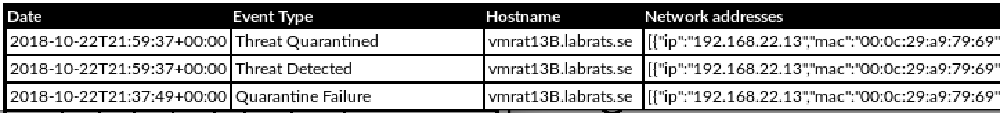 Date Event Type Hostname Network addresses
2018-10-22T21:59:37+00:00 Threat Quarantined vmrat13B.labrats.se [{"ip":"192.168.22.13","mac":"00:0c:29:a9:79:69"
2018-10-22T21:59:37+00:00 Threat Detected vmrat13B.labrats.se [{"ip":"192.168.22.13","mac":"00:0c:29:a9:79:69"
2018-10-22T21:37:49+00:00 Quarantine Failure vmrat13B.labrats.se [{"ip":"192.168.22.13","mac":"00:0c:29:a9:79:69"